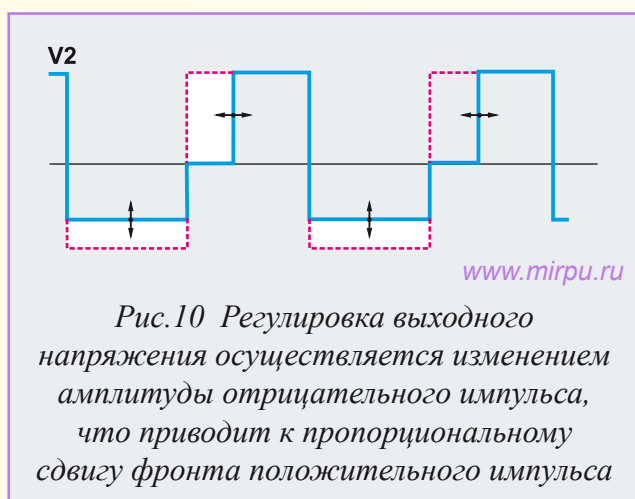 V2
www.mirpu.ru
Рис.10 Регулировка выходного
напряжения осуществляется изменением
амплитуды отрицательного импульса,
что приводит к пропорциональному
сдвигу фронта положительного импульса